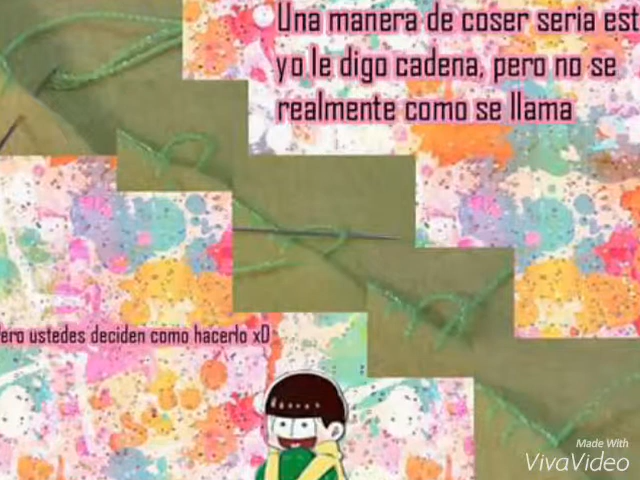 Una manera de coser seria est
yo le digo cadena, pero no se
realmente como se llama
ero ustedes deciden como hacerlo xD
Made With
VivaVideo